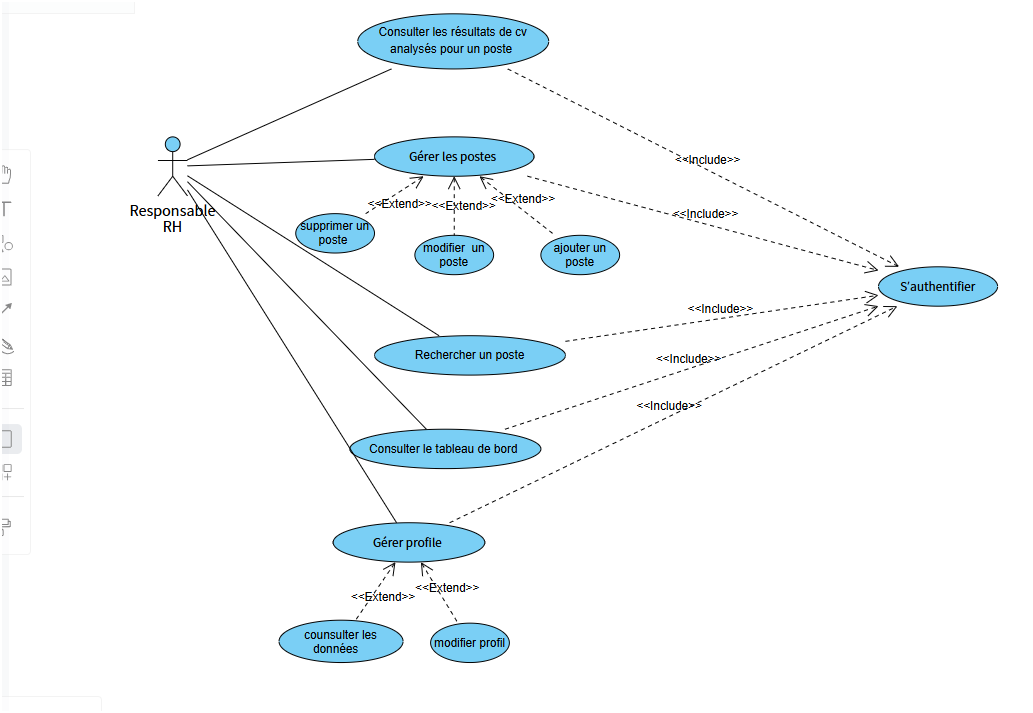 Consulter les résultats de cv
analysés pour un poste
<<Include>>
Gérer les postes
Responsable
RH
<<Extend>>
<<Extend>>
<<Extend>>
<<Include>>
supprimer un
poste
modifier un
poste
ajouter un
poste
S'authentifier
<<Include>>
Rechercher un poste
<<Include>>
<<Include>>
Consulter le tableau de bord
Gérer profile
<<Extend>>
<<Extend>>
counsulter les
données
modifier profil